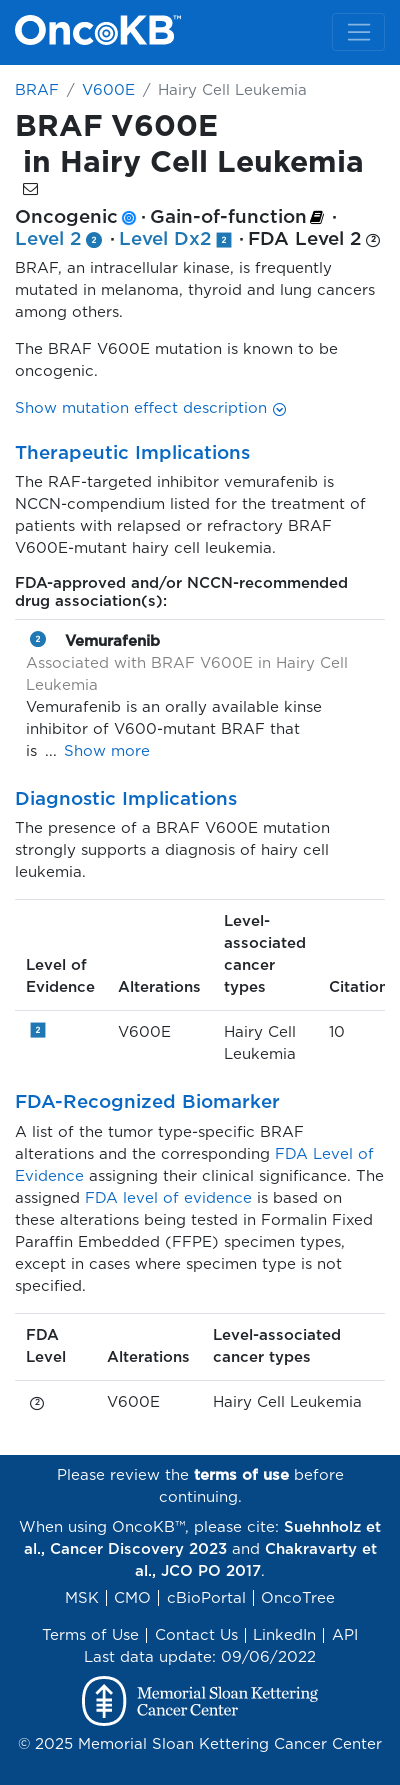 OncoKB™
BRAF / V600E / Hairy Cell Leukemia
BRAF V600E
in Hairy Cell Leukemia
Oncogenic · Gain-of-function ·
Level 2 2 · Level Dx2 2 · FDA Level 2 2
BRAF, an intracellular kinase, is frequently
mutated in melanoma, thyroid and lung cancers
among others.
The BRAF V600E mutation is known to be
oncogenic.
Show mutation effect description
Therapeutic Implications
The RAF-targeted inhibitor vemurafenib is
NCCN-compendium listed for the treatment of
patients with relapsed or refractory BRAF
V600E-mutant hairy cell leukemia.
FDA-approved and/or NCCN-recommended
drug association(s):
2 Vemurafenib
Associated with BRAF V600E in Hairy Cell
Leukemia
Vemurafenib is an orally available kinse
inhibitor of V600-mutant BRAF that
is ... Show more
Diagnostic Implications
The presence of a BRAF V600E mutation
strongly supports a diagnosis of hairy cell
leukemia.
Level of
Evidence
Alterations
Level-
associated
cancer
types
Citation
2
V600E
Hairy Cell
Leukemia
10
FDA-Recognized Biomarker
A list of the tumor type-specific BRAF
alterations and the corresponding FDA Level of
Evidence assigning their clinical significance. The
assigned FDA level of evidence is based on
these alterations being tested in Formalin Fixed
Paraffin Embedded (FFPE) specimen types,
except in cases where specimen type is not
specified.
FDA
Level
Alterations
Level-associated
cancer types
2
V600E
Hairy Cell Leukemia
Please review the terms of use before
continuing.
When using OncoKB™, please cite: Suehnholz et
al., Cancer Discovery 2023 and Chakravarty et
al., JCO PO 2017.
MSK | CMO | cBioPortal | OncoTree
Terms of Use | Contact Us | LinkedIn | API
Last data update: 09/06/2022
Memorial Sloan Kettering
Cancer Center
© 2025 Memorial Sloan Kettering Cancer Center